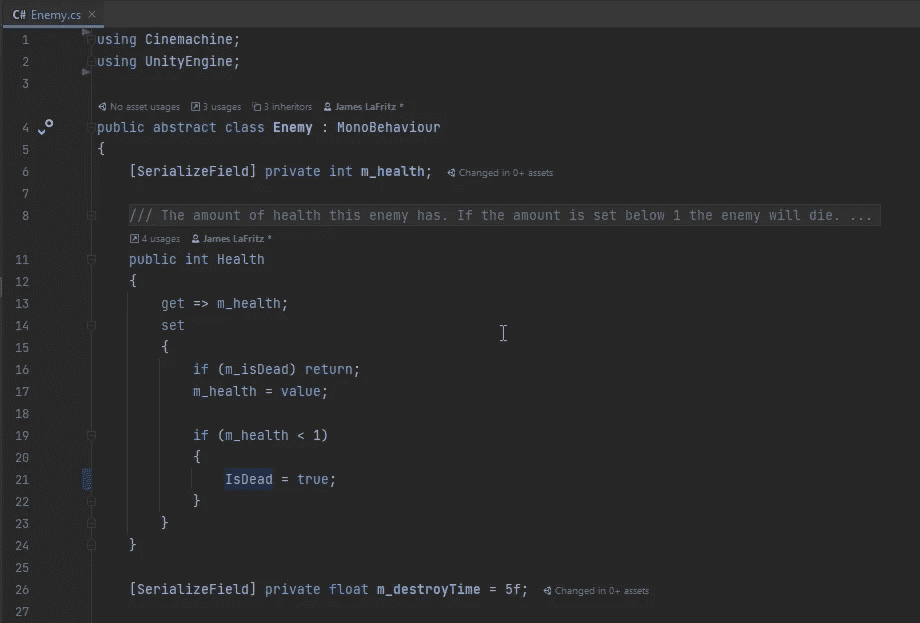 C# Enemy.cs ×
1 using Cinemachine;
2 using UnityEngine;
3
No asset usages 3 usages 3 inheritors James LaFritz *
4 public abstract class Enemy : MonoBehaviour
5 {
6 [SerializeField] private int m_health; Changed in 0+ assets
7
8 /// The amount of health this enemy has. If the amount is set below 1 the enemy will die. ...
4 usages James LaFritz *
11 public int Health
12 {
13 get => m_health;
14 set
15 {
16 if (m_isDead) return;
17 m_health = value;
18
19 if (m_health < 1)
20 {
21 IsDead = true;
22 }
23 }
24 }
25
26 [SerializeField] private float m_destroyTime = 5f; Changed in 0+ assets
27